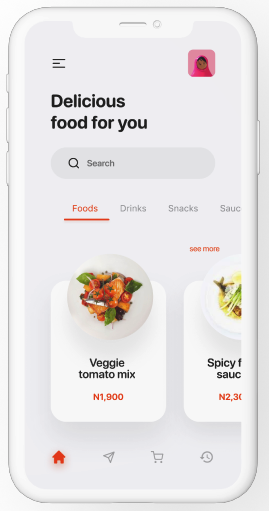 Delicious
food for you
Search
Foods Drinks Snacks Sauc
see more
Veggie
tomato mix
N1,900
Spicy f
sauc
N2,30